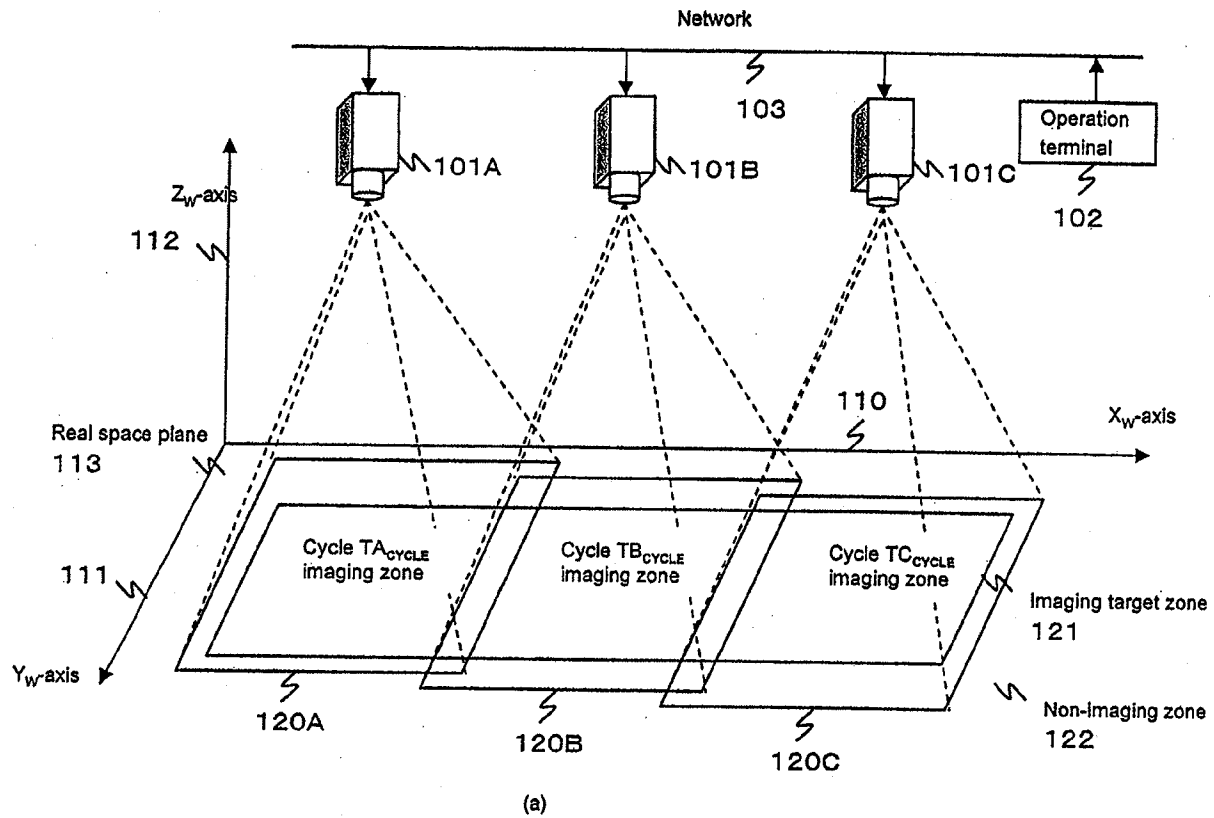 Network
103
Operation
terminal
102
101A
101B
101C
Z_W-axis
112
110
X_W-axis
Real space plane
113
111
Y_W-axis
Cycle TA_CYCLE
imaging zone
Cycle TB_CYCLE
imaging zone
Cycle TC_CYCLE
imaging zone
Imaging target zone
121
Non-imaging zone
122
120A
120B
120C
(a)